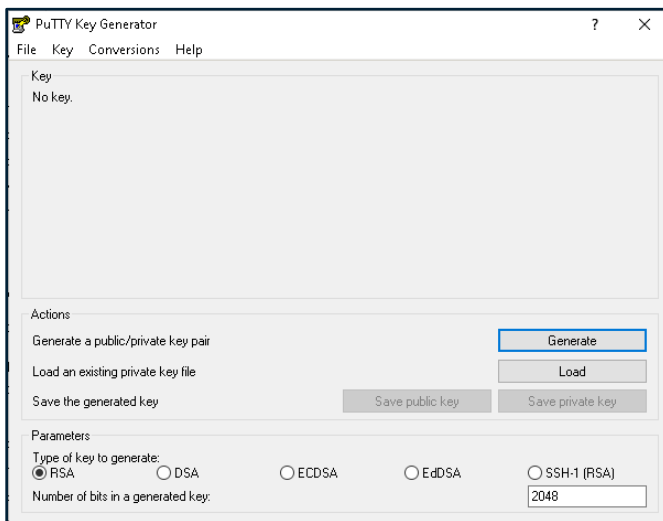 PuTTY Key Generator ?
File Key Conversions Help
Key
No key.
Actions
Generate a public/private key pair Generate
Load an existing private key file Load
Save the generated key Save public key Save private key
Parameters
Type of key to generate:
RSA DSA ECDSA EdDSA SSH-1 (RSA)
Number of bits in a generated key: 2048